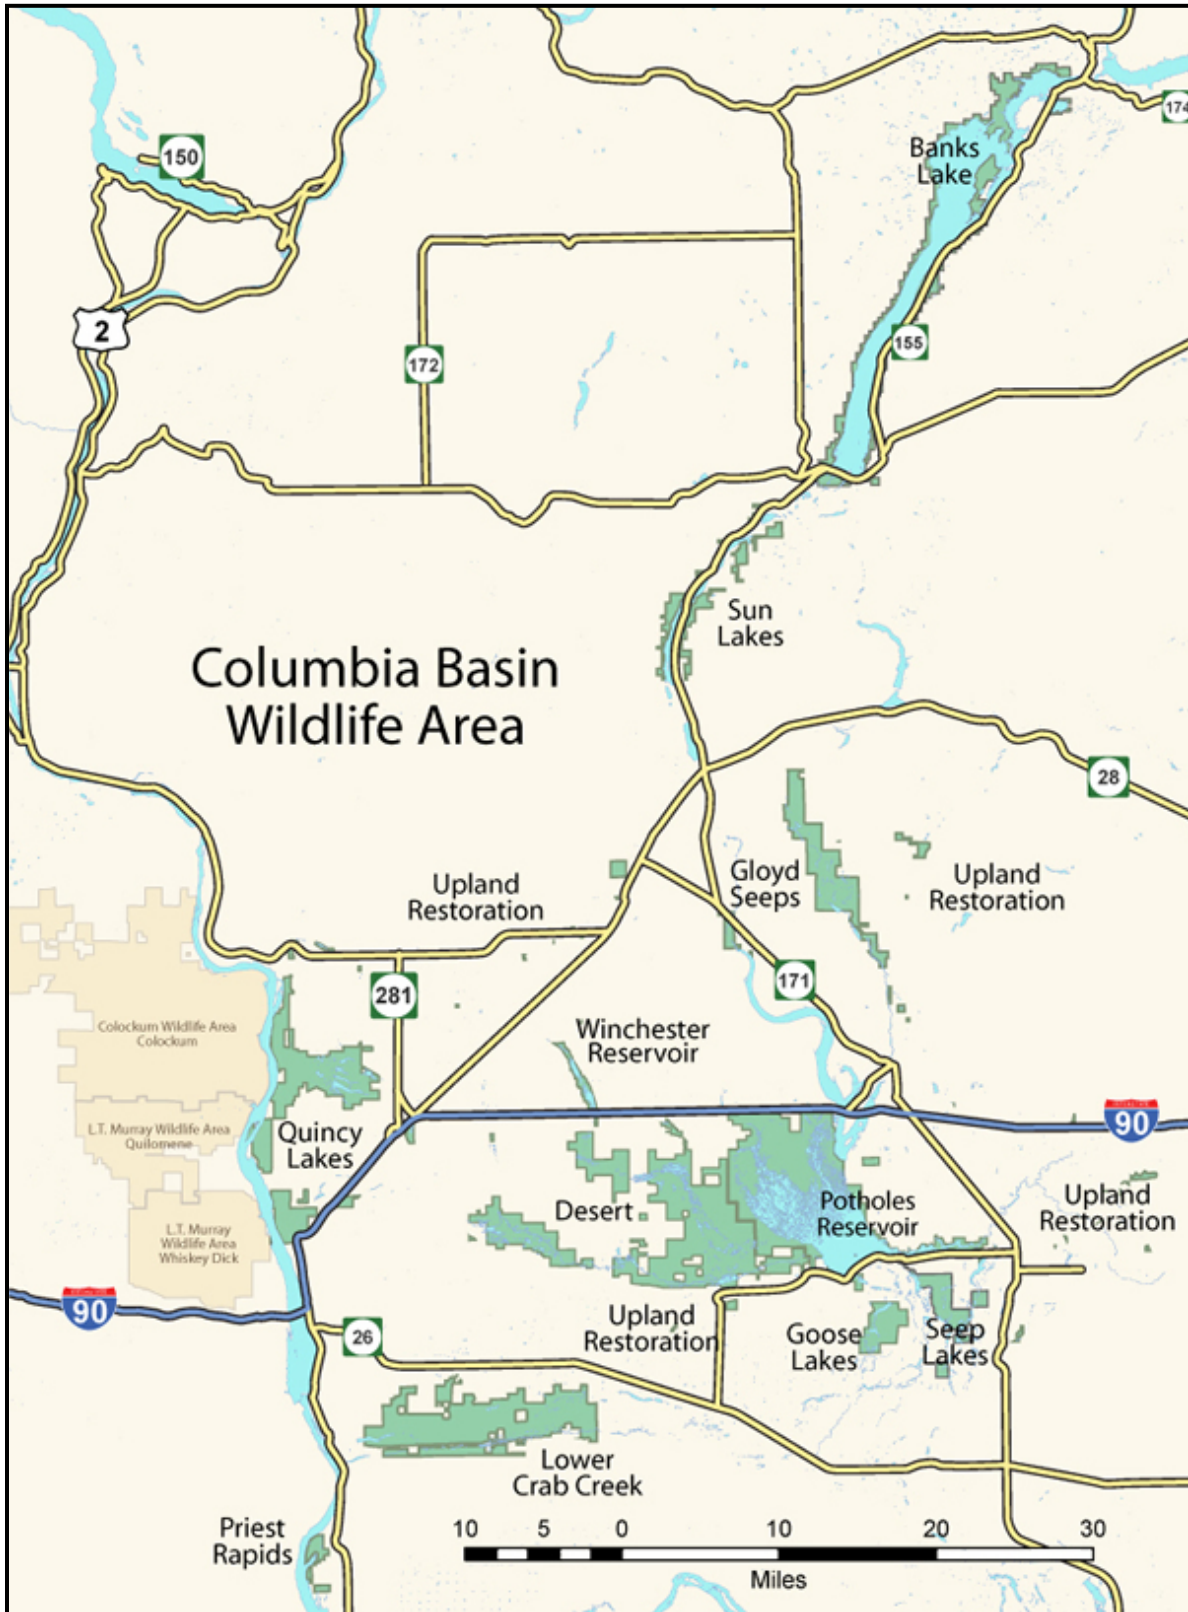 150
174
Banks
Lake
2
155
172
Sun
Lakes
Columbia Basin
Wildlife Area
28
Gloyd
Seeps
Upland
Restoration
Upland
Restoration
281
171
Winchester
Reservoir
Colockum Wildlife Area
Colockum
L.T. Murray Wildlife Area
Quilomene
90
Quincy
Lakes
Desert
Potholes
Reservoir
Upland
Restoration
L.T. Murray
Wildlife Area
Whiskey Dick
90
26
Upland
Restoration
Goose
Lakes
Seep
Lakes
Lower
Crab Creek
Priest
Rapids
10 5 0 10 20 30
Miles